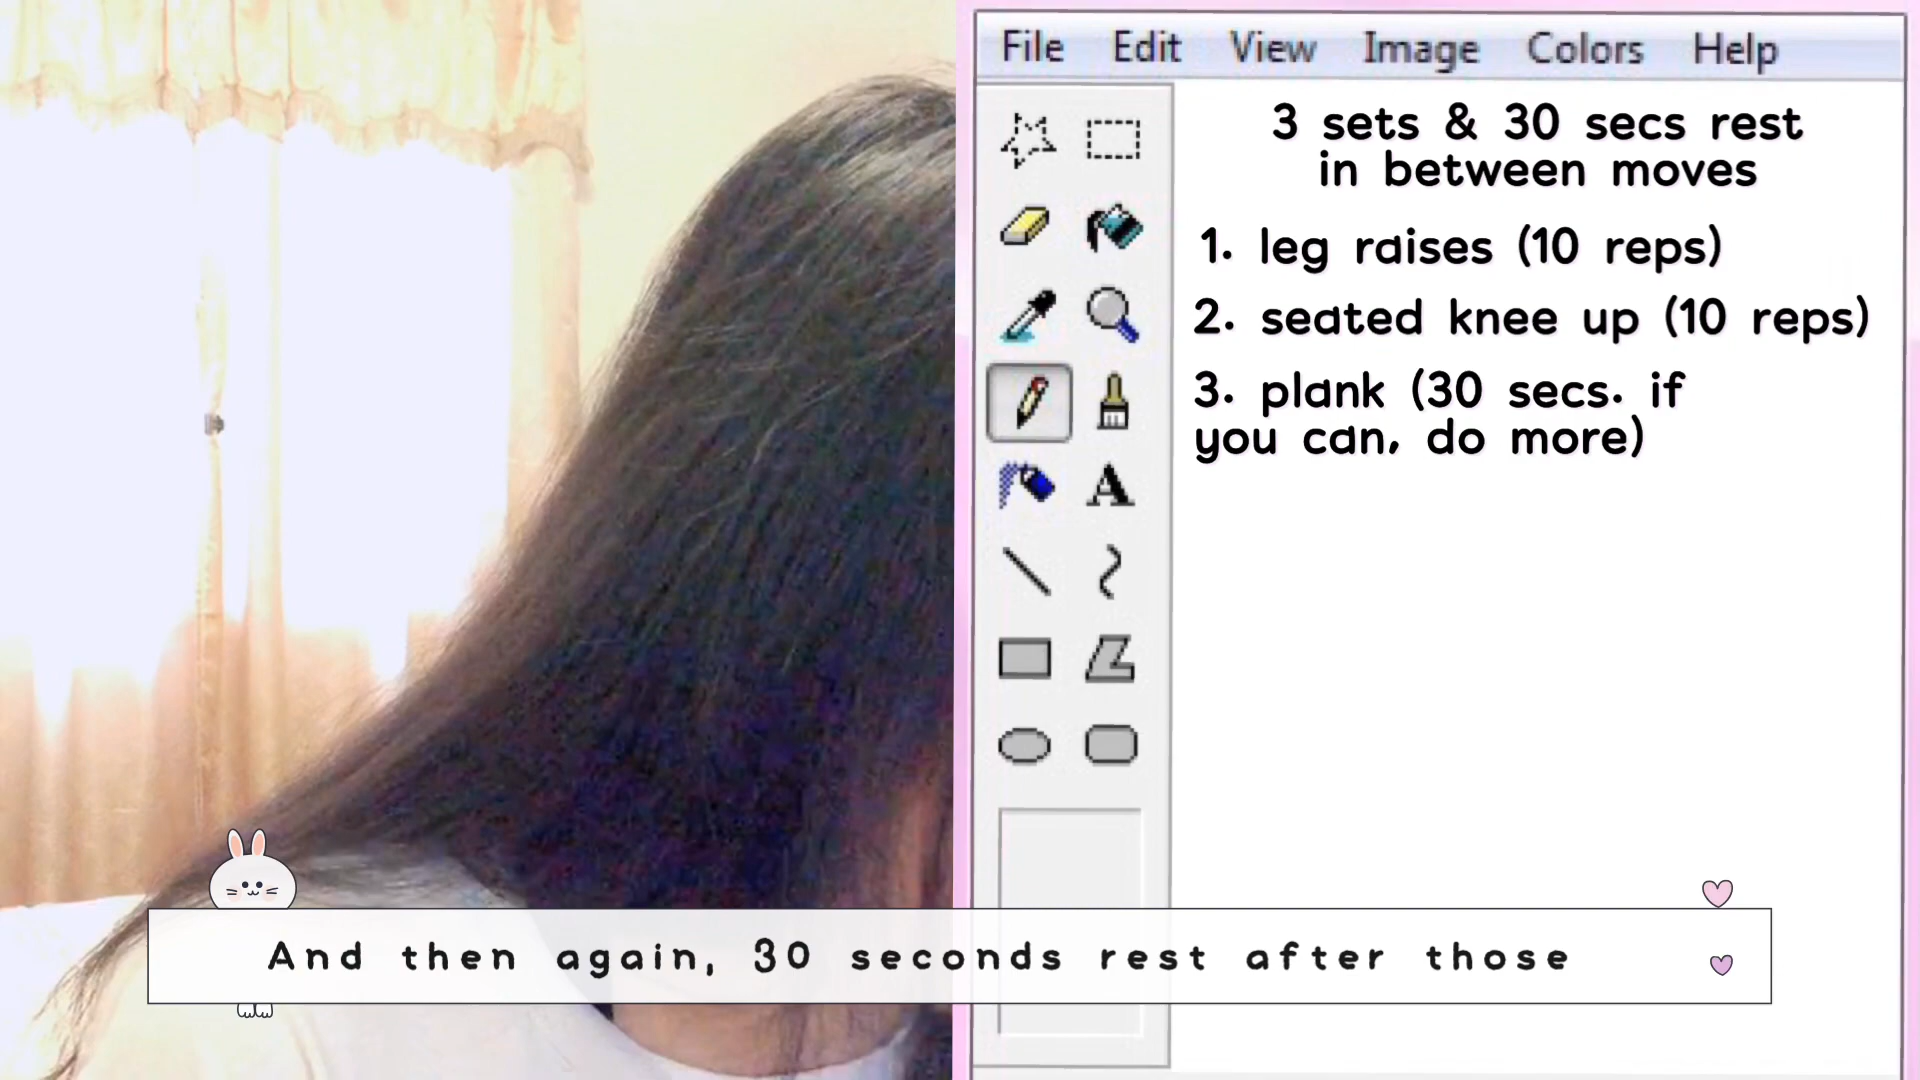 File Edit View Image Colors Help
3 sets & 30 secs rest
in between moves
1. leg raises (10 reps)
2. seated knee up (10 reps)
3. plank (30 secs. if
you can, do more)
A
And then again, 30 seconds rest after those